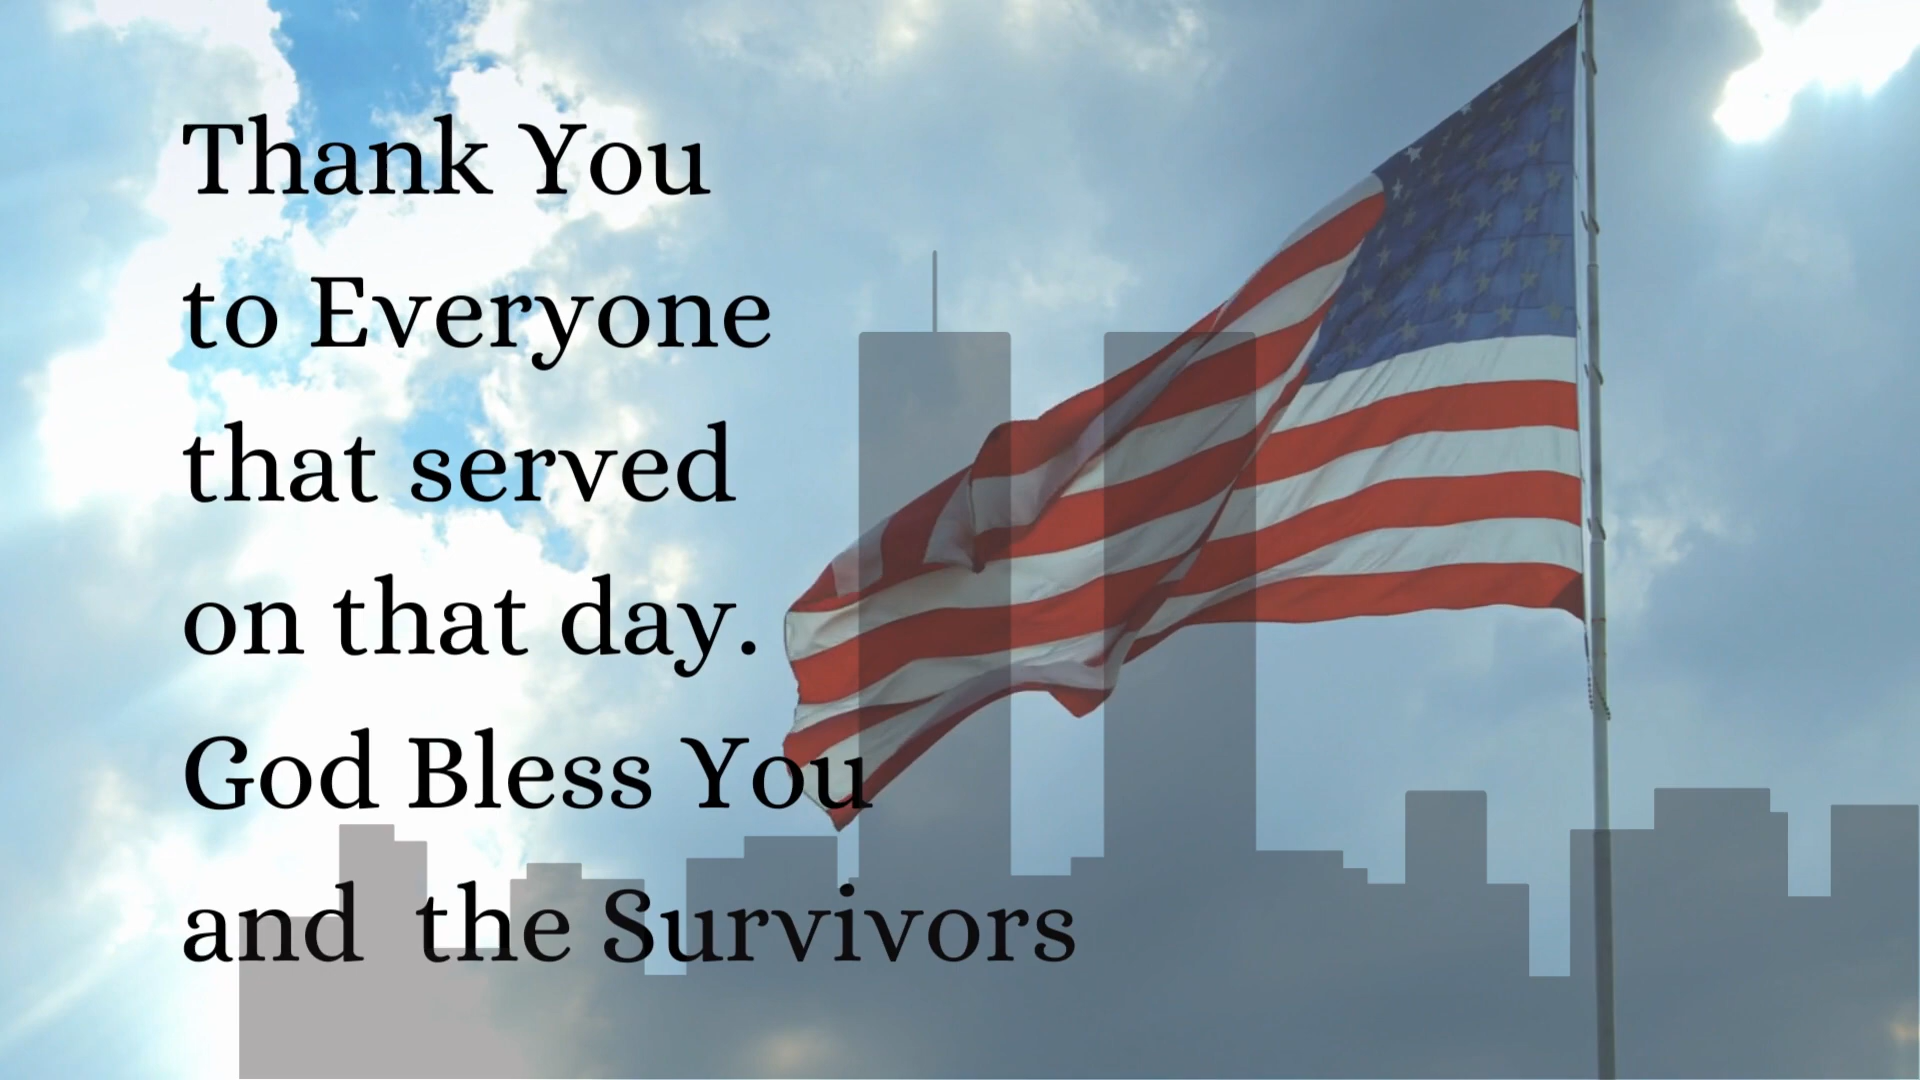 Thank You
to Everyone
that served
on that day.
God Bless You
and  the Survivors